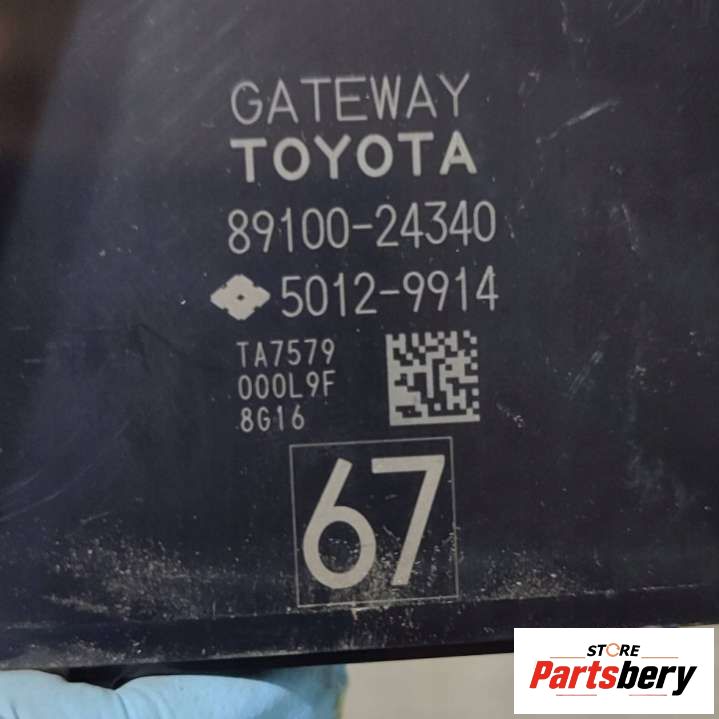 GATEWAY
TOYOTA
89100-24340
5012-9914
TA7579
000L9F
8G16
67
STORE
Partsbery